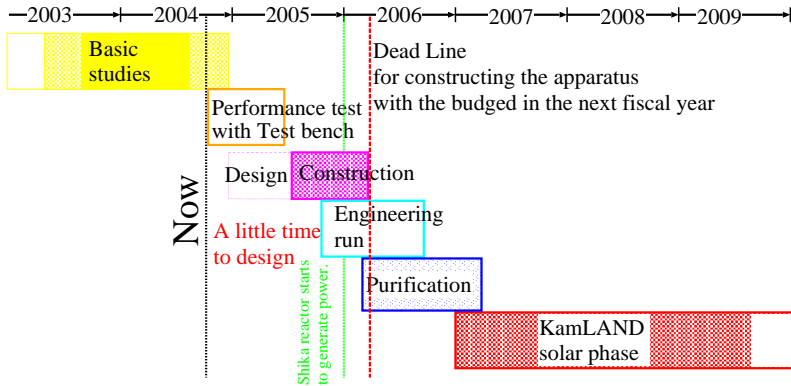 2003 2004 2005 2006 2007 2008 2009
Basic
studies
Dead Line
for constructing the apparatus
with the budged in the next fiscal year
Performance test
with Test bench
Design
Construction
Now
A little time
to design
Engineering
run
Shika reactor starts
to generate power.
Purification
KamLAND
solar phase